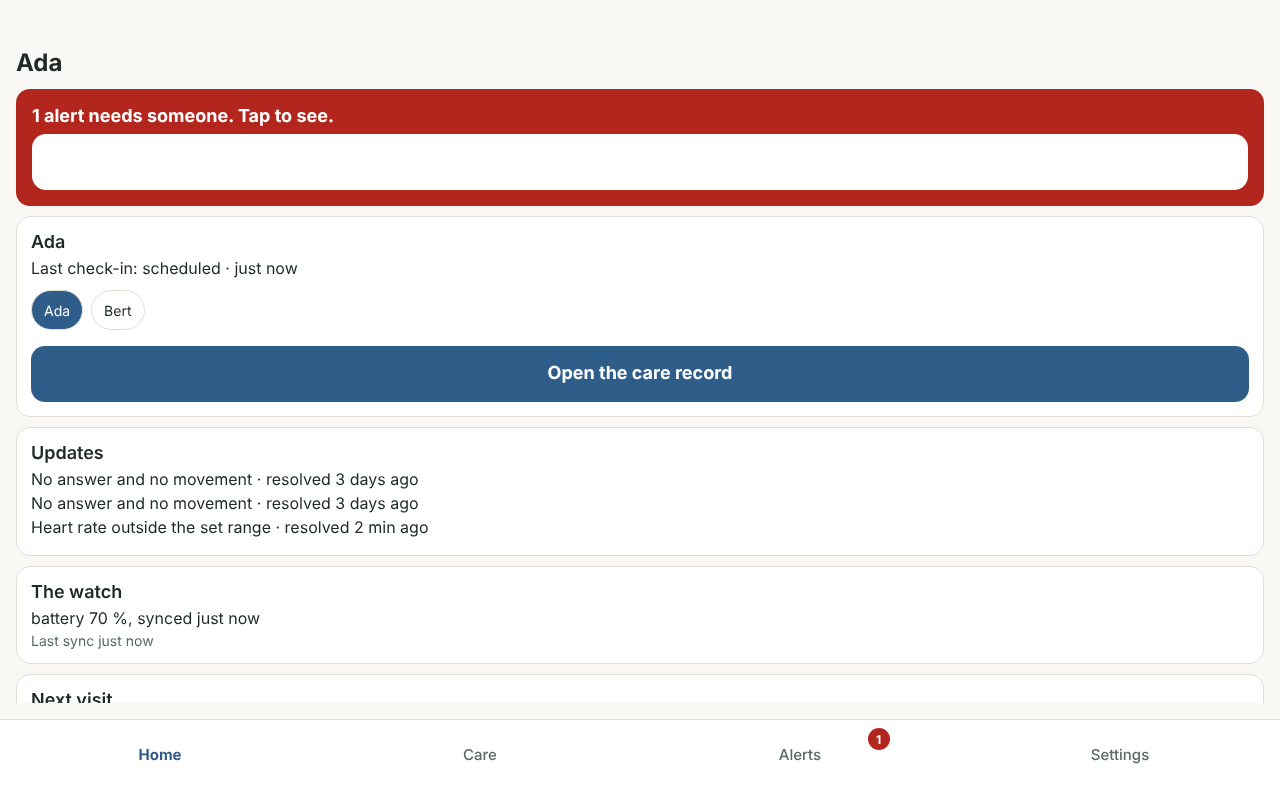 Ada
1 alert needs someone. Tap to see.
Ada
Last check-in: scheduled · just now
Ada
Bert
Open the care record
Updates
No answer and no movement · resolved 3 days ago
No answer and no movement · resolved 3 days ago
Heart rate outside the set range · resolved 2 min ago
The watch
battery 70 %, synced just now
Last sync just now
Next visit
Home
Care
Alerts
1
Settings